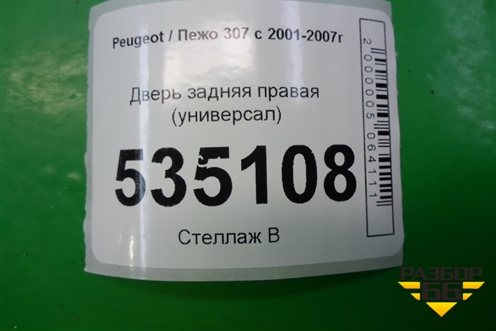 Peugeot / Пежо 307 с 2001-2007г
Дверь задняя правая
(универсал)
535108
Стеллаж В
2000005064111
РАЗБОР
66